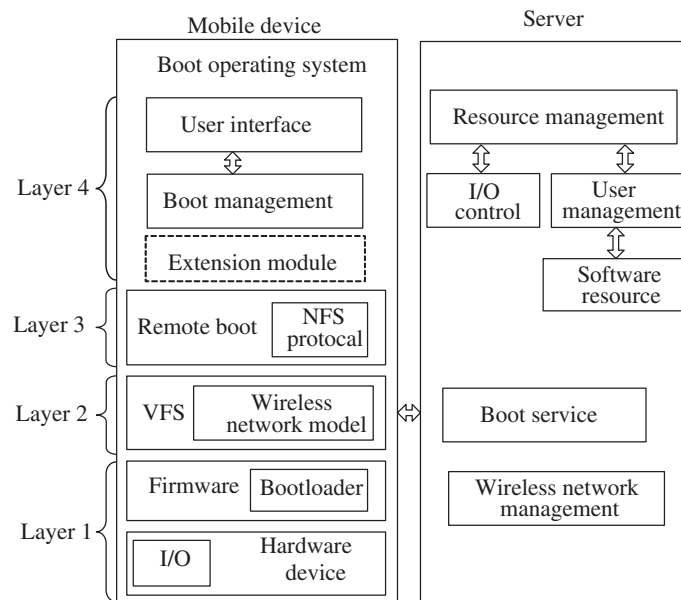 Mobile device
Server
Boot operating system
User interface
Boot management
Extension module
Layer 4
Remote boot
NFS
protocal
Layer 3
VFS
Wireless
network model
Layer 2
Firmware
Bootloader
Layer 1
I/O
Hardware
device
Resource management
I/O
control
User
management
Software
resource
Boot service
Wireless network
management